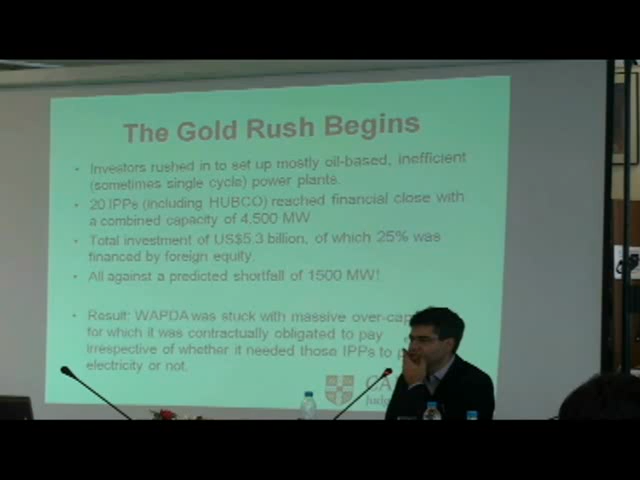 The Gold Rush Begins
• Investors rushed in to set up mostly oil-based, inefficient
(sometimes single cycle) power plants.
• 20 IPPs (including HUBCO) reached financial close with
a combined capacity of 4,500 MW
• Total investment of US$5.3 billion, of which 25% was
financed by foreign equity.
• All against a predicted shortfall of 1500 MW!
• Result: WAPDA was stuck with massive over-cap
for which it was contractually obligated to pay
irrespective of whether it needed those IPPs to p
electricity or not.
CA
Judg